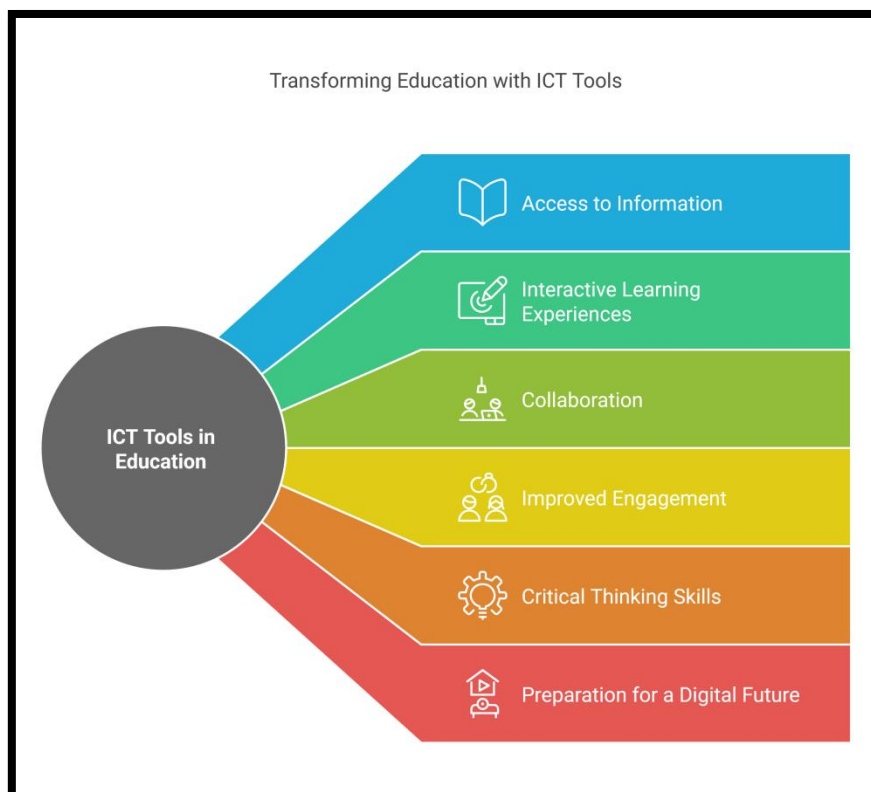 Transforming Education with ICT Tools
Access to Information
Interactive Learning
Experiences
Collaboration
ICT Tools in
Education
Improved Engagement
Critical Thinking Skills
Preparation for a Digital Future